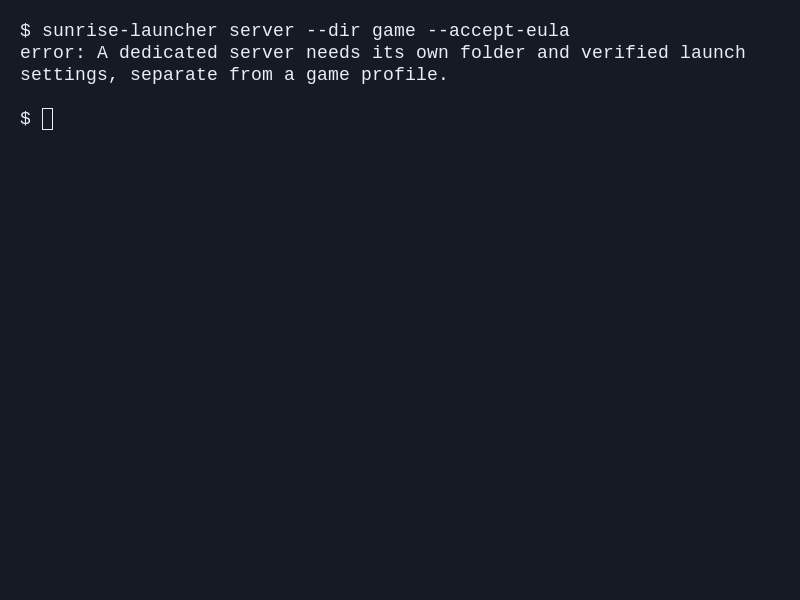 $ sunrise-launcher server --dir game --accept-eula
error: A dedicated server needs its own folder and verified launch
settings, separate from a game profile.
$